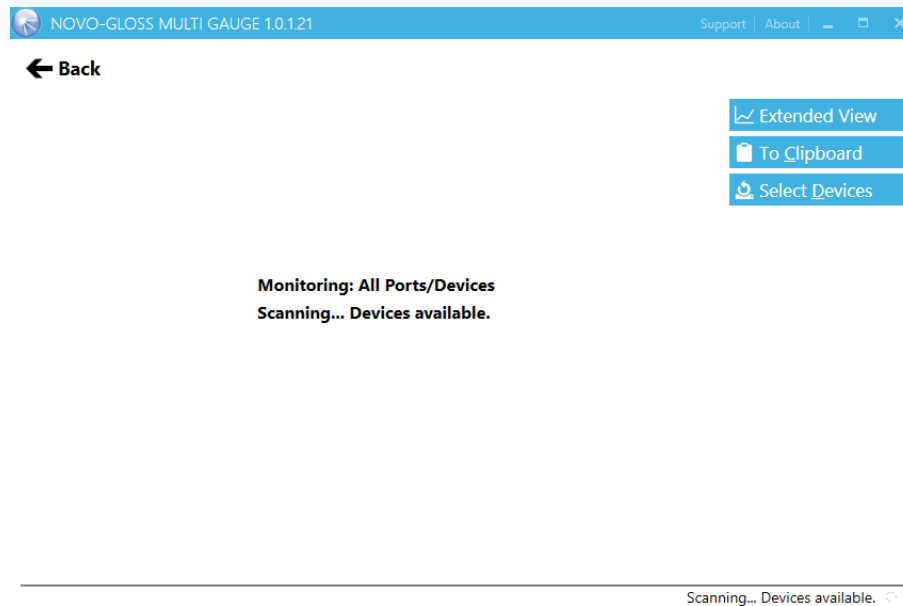 NOVO-GLOSS MULTI GAUGE 1.0.1.21
Support | About |
Back
Extended View
To Clipboard
Select Devices
Monitoring: All Ports/Devices
Scanning... Devices available.
Scanning... Devices available.